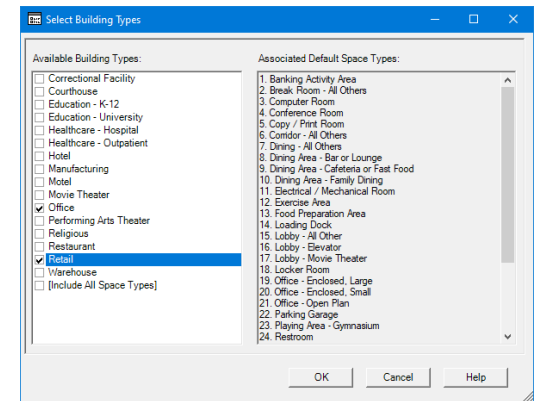 Select Building Types
Available Building Types:
Correctional Facility
Courthouse
Education - K-12
Education - University
Healthcare - Hospital
Healthcare - Outpatient
Hotel
Manufacturing
Motel
Movie Theater
Office
Performing Arts Theater
Religious
Restaurant
Retail
Warehouse
[Include All Space Types]
Associated Default Space Types:
1. Banking Activity Area
2. Break Room - All Others
3. Computer Room
4. Conference Room
5. Copy / Print Room
6. Corridor - All Others
7. Dining - All Others
8. Dining Area - Bar or Lounge
9. Dining Area - Cafeteria or Fast Food
10. Dining Area - Family Dining
11. Electrical / Mechanical Room
12. Exercise Area
13. Food Preparation Area
14. Loading Dock
15. Lobby - All Other
16. Lobby - Elevator
17. Lobby - Movie Theater
18. Locker Room
19. Office - Enclosed, Large
20. Office - Enclosed, Small
21. Office - Open Plan
22. Parking Garage
23. Playing Area - Gymnasium
24. Restroom
OK
Cancel
Help